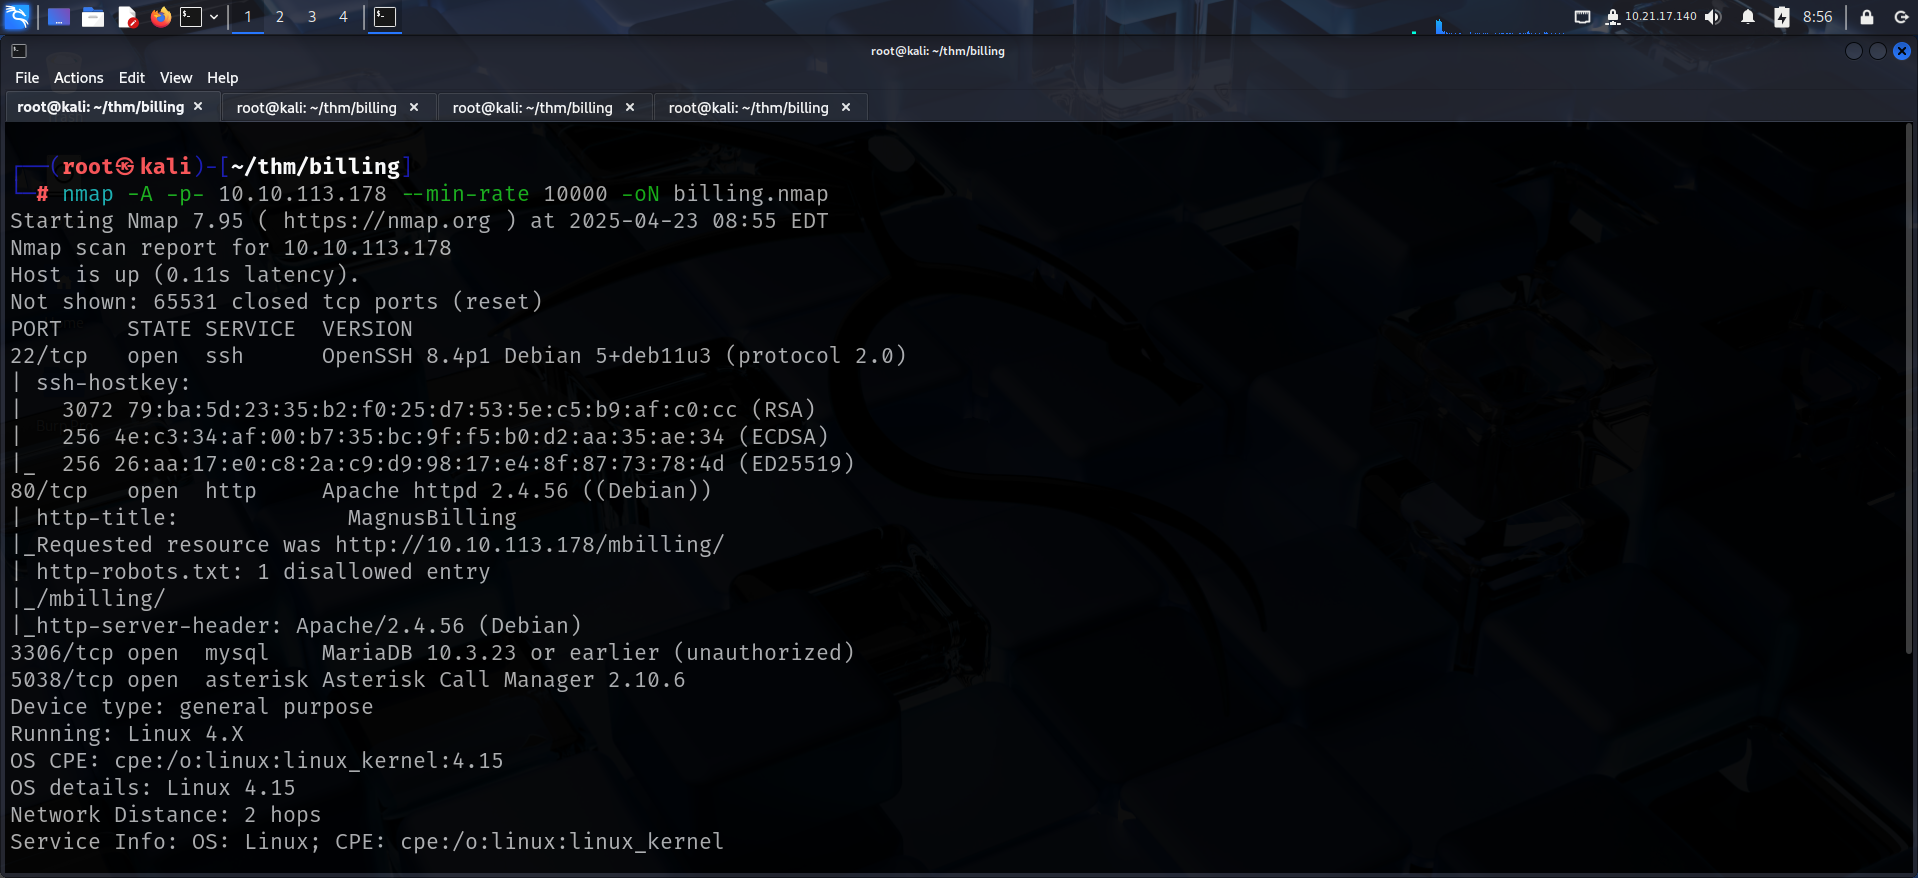 1 2 3 4 10.21.17.140 8:56
root@kali: ~/thm/billing
File Actions Edit View Help
root@kali: ~/thm/billing × root@kali: ~/thm/billing × root@kali: ~/thm/billing × root@kali: ~/thm/billing ×
┌──(root㉿kali)-[~/thm/billing]
└─# nmap -A -p- 10.10.113.178 --min-rate 10000 -oN billing.nmap
Starting Nmap 7.95 ( https://nmap.org ) at 2025-04-23 08:55 EDT
Nmap scan report for 10.10.113.178
Host is up (0.11s latency).
Not shown: 65531 closed tcp ports (reset)
PORT     STATE SERVICE  VERSION
22/tcp   open  ssh      OpenSSH 8.4p1 Debian 5+deb11u3 (protocol 2.0)
| ssh-hostkey:
|   3072 79:ba:5d:23:35:b2:f0:25:d7:53:5e:c5:b9:af:c0:cc (RSA)
|   256 4e:c3:34:af:00:b7:35:bc:9f:f5:b0:d2:aa:35:ae:34 (ECDSA)
|_  256 26:aa:17:e0:c8:2a:c9:d9:98:17:e4:8f:87:73:78:4d (ED25519)
80/tcp   open  http     Apache httpd 2.4.56 ((Debian))
| http-title:             MagnusBilling
|_Requested resource was http://10.10.113.178/mbilling/
| http-robots.txt: 1 disallowed entry
|_/mbilling/
|_http-server-header: Apache/2.4.56 (Debian)
3306/tcp open  mysql    MariaDB 10.3.23 or earlier (unauthorized)
5038/tcp open  asterisk Asterisk Call Manager 2.10.6
Device type: general purpose
Running: Linux 4.X
OS CPE: cpe:/o:linux:linux_kernel:4.15
OS details: Linux 4.15
Network Distance: 2 hops
Service Info: OS: Linux; CPE: cpe:/o:linux:linux_kernel